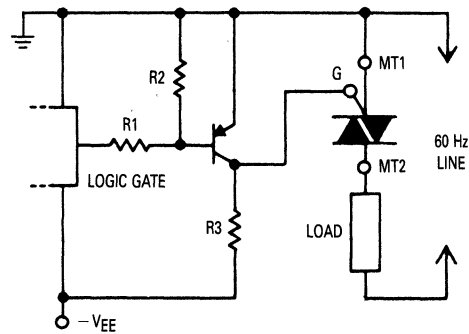 R2
G
MT1
R1
60 Hz
LINE
MT2
LOGIC GATE
R3
LOAD
– VEE